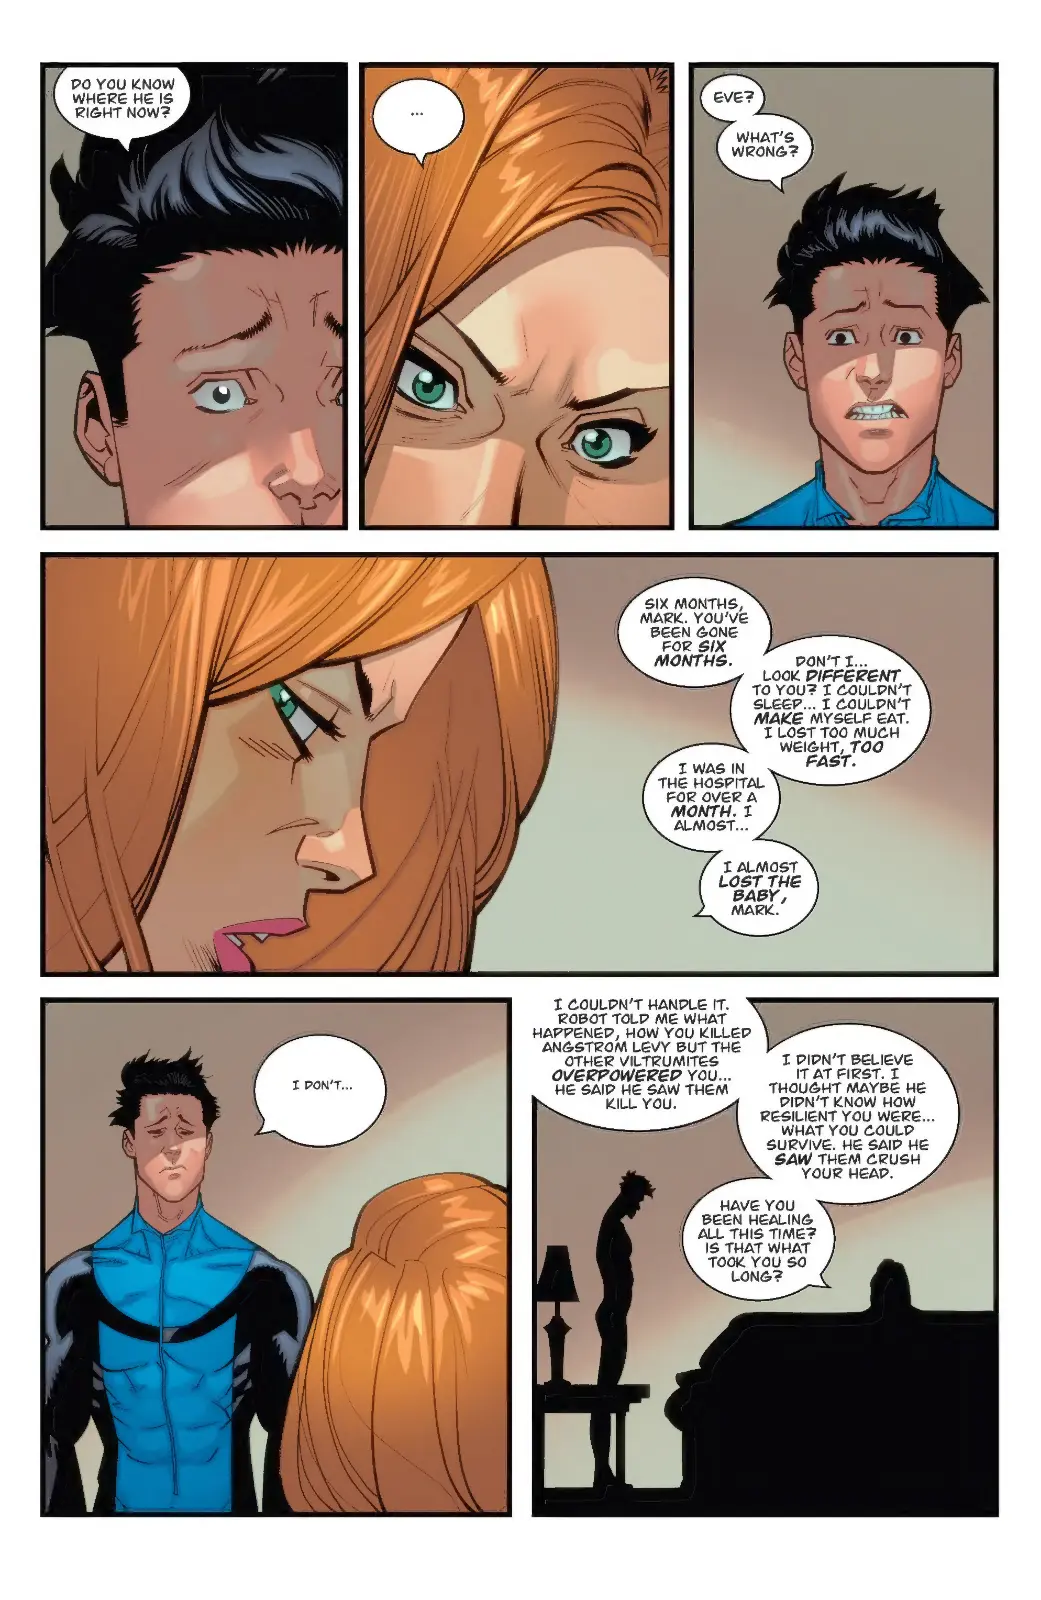 DO YOU KNOW
WHERE HE IS
RIGHT NOW?
...
EVE?
WHAT'S
WRONG?
SIX MONTHS,
MARK. YOU'VE
BEEN GONE
FOR SIX
MONTHS.
DON'T I...
LOOK DIFFERENT
TO YOU? I COULDN'T
SLEEP... I COULDN'T
MAKE MYSELF EAT.
I LOST TOO MUCH
WEIGHT, TOO
FAST.
I WAS IN
THE HOSPITAL
FOR OVER A
MONTH. I
ALMOST...
I ALMOST
LOST THE
BABY,
MARK.
I DON'T...
I COULDN'T HANDLE IT.
ROBOT TOLD ME WHAT
HAPPENED, HOW YOU KILLED
ANGSTROM LEVY BUT THE
OTHER VILTRUMITES
OVERPOWERED YOU...
HE SAID HE SAW THEM
KILL YOU.
I DIDN'T BELIEVE
IT AT FIRST. I
THOUGHT MAYBE HE
DIDN'T KNOW HOW
RESILIENT YOU WERE...
WHAT YOU COULD
SURVIVE. HE SAID HE
SAW THEM CRUSH
YOUR HEAD.
HAVE YOU
BEEN HEALING
ALL THIS TIME?
IS THAT WHAT
TOOK YOU SO
LONG?